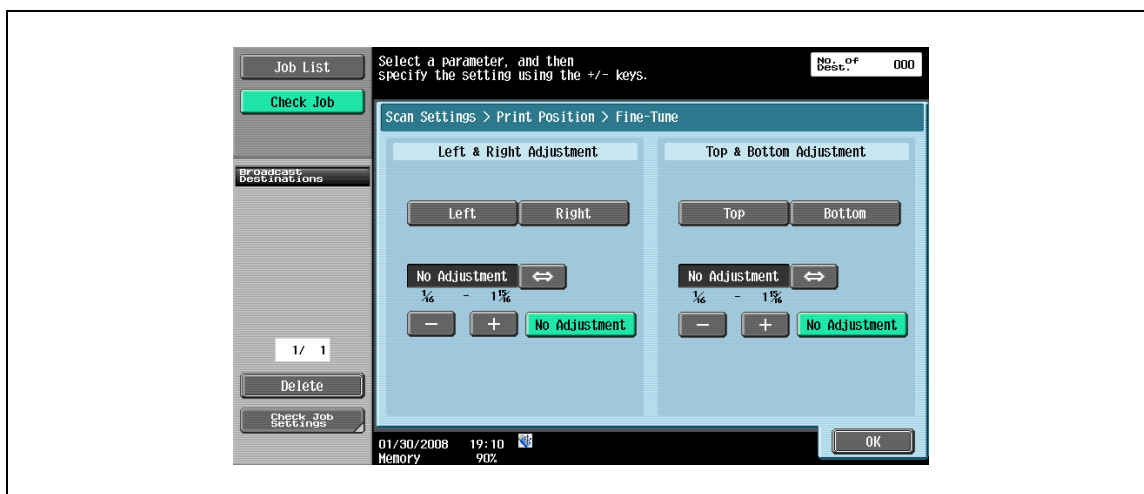 Job List
Check Job
Broadcast
Destinations
1/ 1
Delete
Check Job
Settings
Select a parameter, and then
specify the setting using the +/- keys.
No. of
Dest.
000
Scan Settings > Print Position > Fine-Tune
Left & Right Adjustment
Left
Right
No Adjustment ⇔
1/16 - 1 15/16
- +
No Adjustment
Top & Bottom Adjustment
Top
Bottom
No Adjustment ⇔
1/16 - 1 15/16
- +
No Adjustment
01/30/2008 19:10
Memory 90%
OK